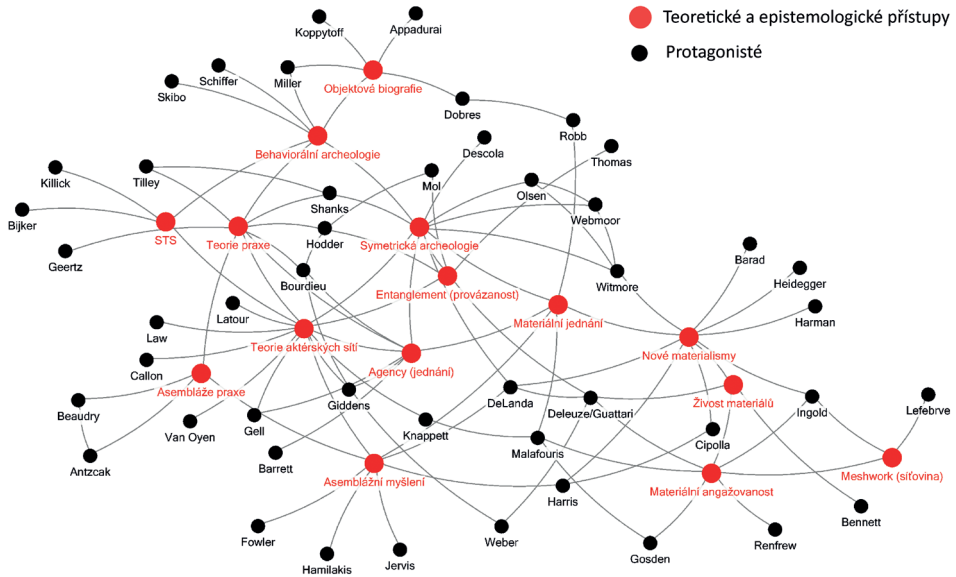 Teoretické a epistemologické přístupy
Protagonisté
Koppytoff
Appadurai
Schiffer
Miller
Skibo
Objektová biografie
Dobres
Robb
Behaviorální archeologie
Descola
Thomas
Killick
Tilley
Mol
Olsen
Shanks
Webmoor
Bijker
STS
Teorie praxe
Hodder
Symetrická archeologie
Geertz
Barad
Bourdieu
Entanglement (provázanost)
Witmore
Heidegger
Latour
Materiální jednání
Harman
Law
Teorie aktérských sítí
Nové materialismy
Callon
Agency (jednání)
Asembláže praxe
Giddens
DeLanda
Deleuze/Guattari
Živost materiálů
Beaudry
Ingold
Lefebrve
Van Oyen
Gell
Knappett
Cipolla
Antzcak
Barrett
Malafouris
Meshwork (síťovina)
Asemblážní myšlení
Harris
Materiální angažovanost
Bennett
Fowler
Weber
Renfrew
Gosden
Hamilakis
Jervis